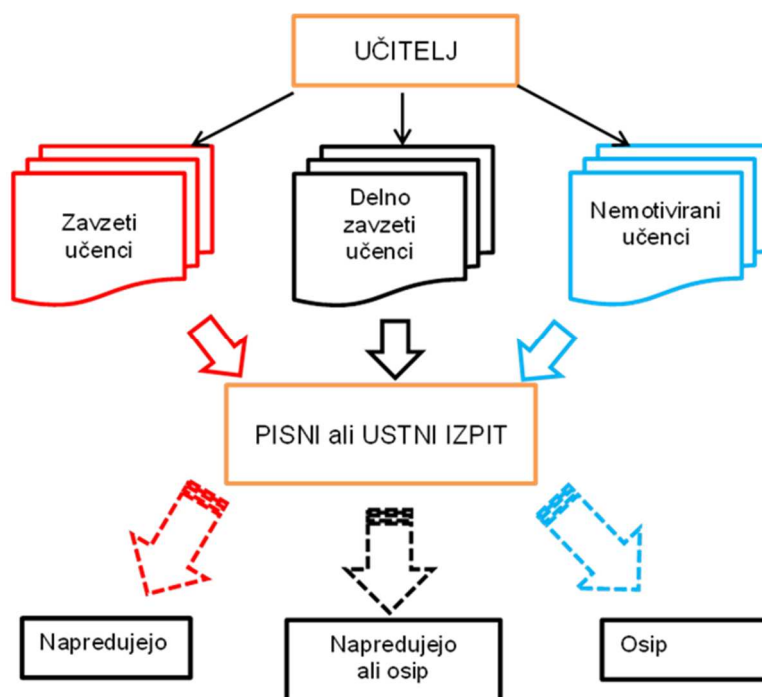 UČITELJ
Zavzeti
učenci
Delno
zavzeti
učenci
Nemotivirani
učenci
PISNI ali USTNI IZPIT
Napredujejo
Napredujejo
ali osip
Osip